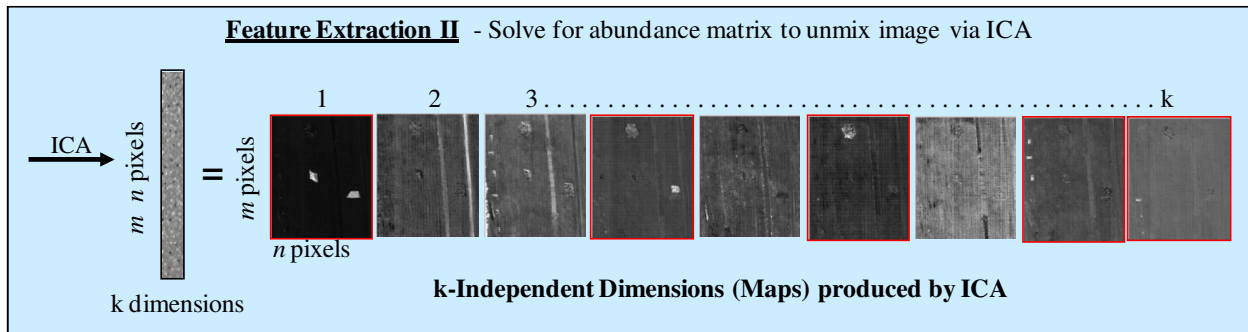 Feature Extraction II - Solve for abundance matrix to unmix image via ICA
1 2 3 . . . . . . . . . . . . . . . . . . . . . . . . . . . . . . . . . . . . . . . . . . . . . . k
ICA
m n pixels
=
m pixels
n pixels
k dimensions
k-Independent Dimensions (Maps) produced by ICA